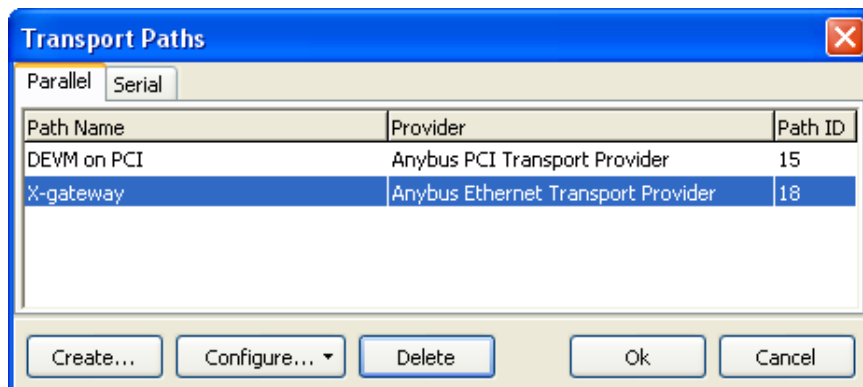 Transport Paths
Parallel Serial
Path Name Provider Path ID
DEVM on PCI Anybus PCI Transport Provider 15
X-gateway Anybus Ethernet Transport Provider 18
Create... Configure... Delete Ok Cancel